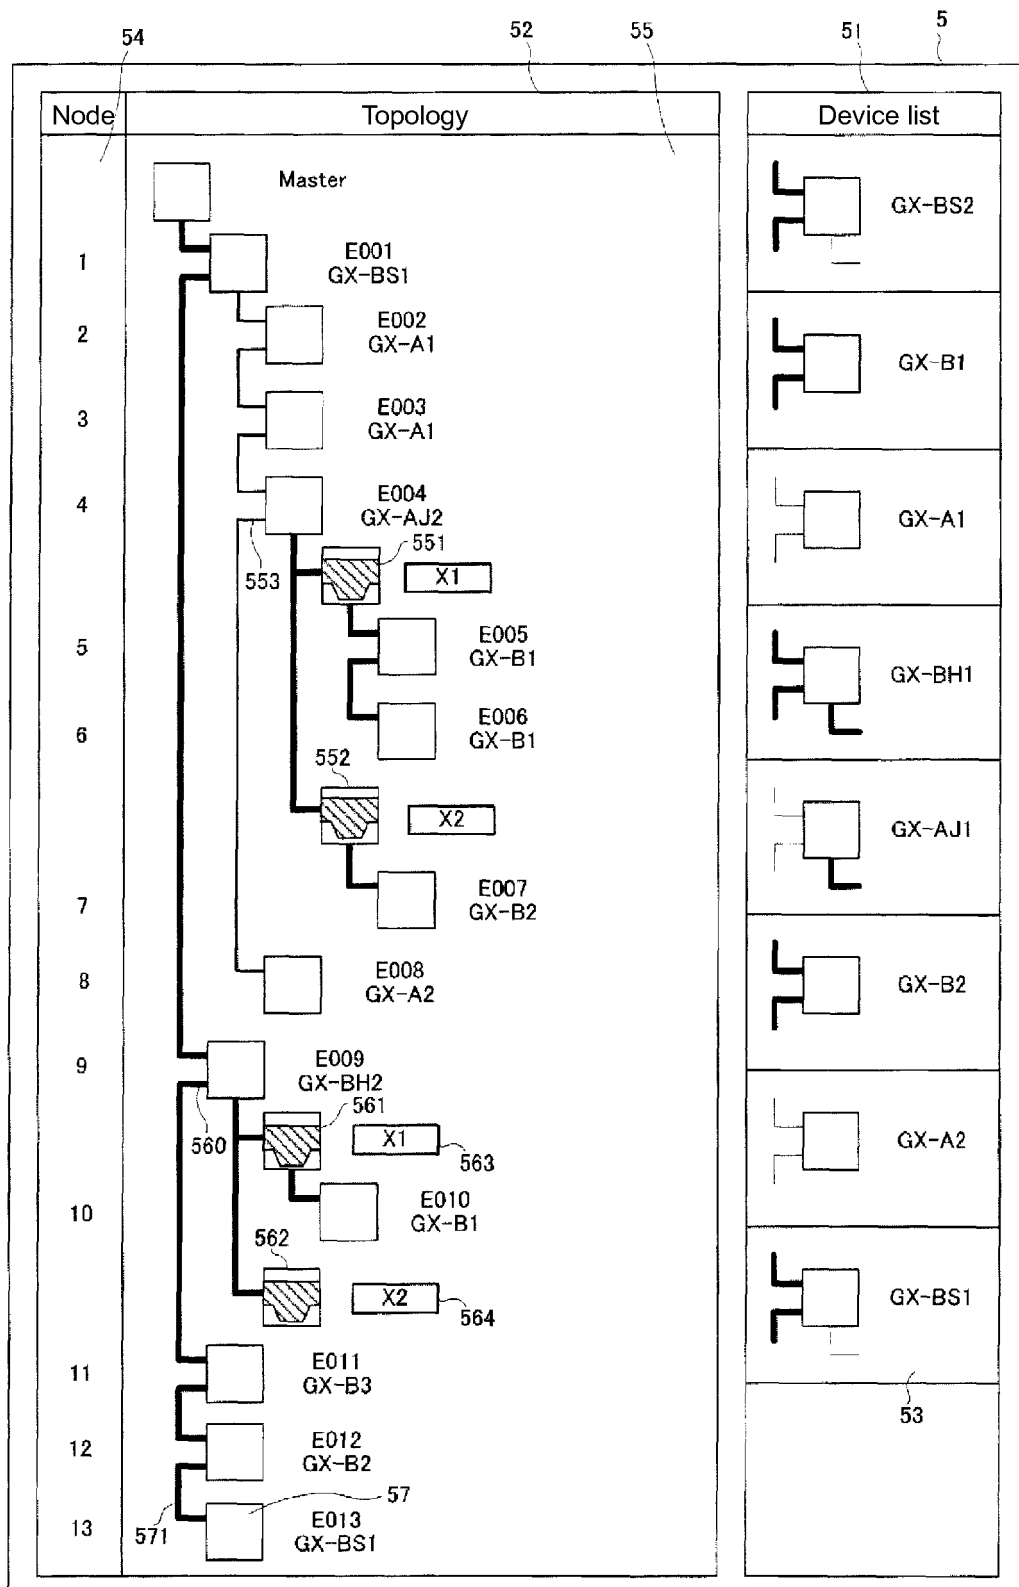 54
52
55
51
5
Node
Topology
Device list
Master
1
E001
GX-BS1
2
E002
GX-A1
3
E003
GX-A1
4
E004
GX-AJ2
553
551
X1
5
E005
GX-B1
6
E006
GX-B1
552
X2
7
E007
GX-B2
8
E008
GX-A2
9
E009
GX-BH2
560
561
X1
563
10
E010
GX-B1
562
X2
564
11
E011
GX-B3
12
E012
GX-B2
57
571
13
E013
GX-BS1
GX-BS2
GX-B1
GX-A1
GX-BH1
GX-AJ1
GX-B2
GX-A2
GX-BS1
53